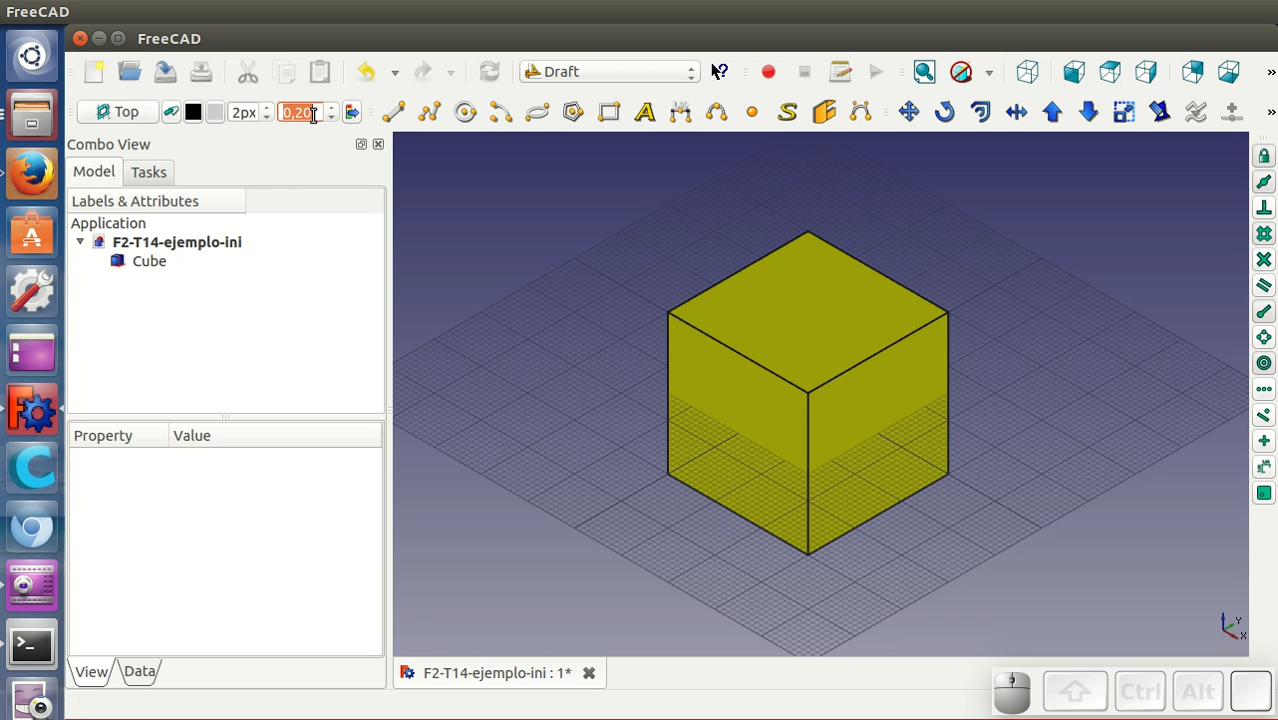 FreeCAD
FreeCAD
Draft
»
Top
2px
0,20
»
Combo View
Model
Tasks
Labels & Attributes
Application
F2-T14-ejemplo-ini
Cube
Property
Value
View
Data
F2-T14-ejemplo-ini : 1*
Y
X
Ctrl
Alt